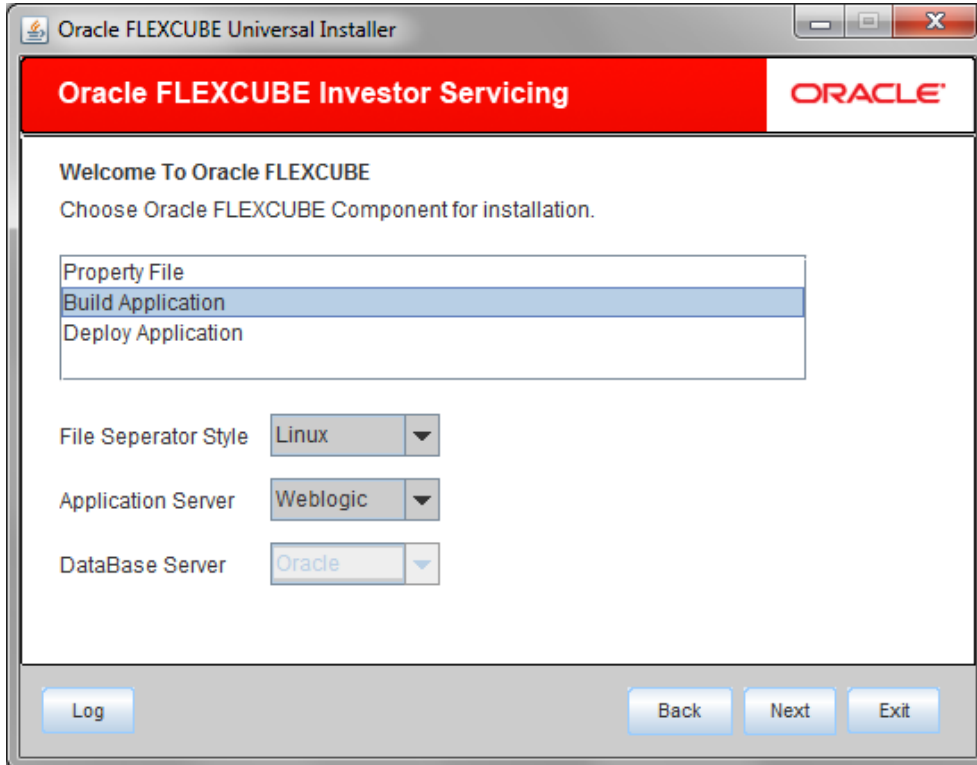 Oracle FLEXCUBE Universal Installer
Oracle FLEXCUBE Investor Servicing
ORACLE
Welcome To Oracle FLEXCUBE
Choose Oracle FLEXCUBE Component for installation.
Property File
Build Application
Deploy Application
File Seperator Style Linux
Application Server Weblogic
DataBase Server Oracle
Log Back Next Exit